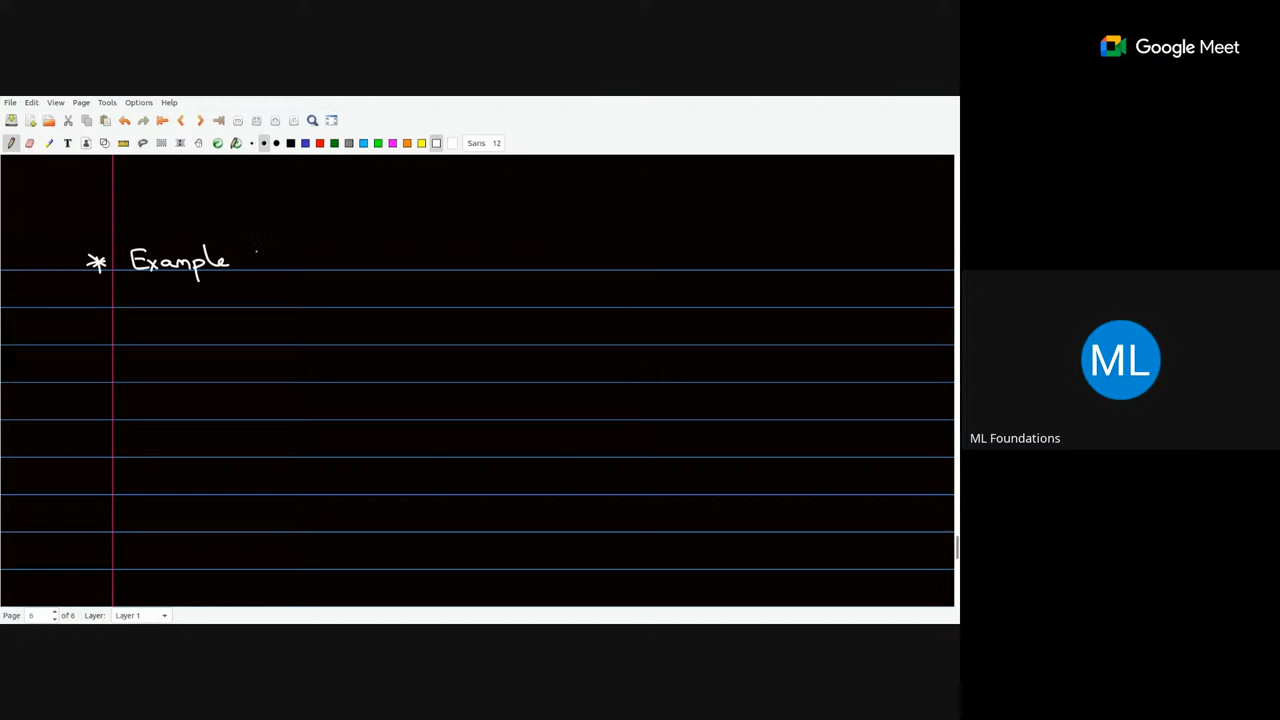 Google Meet
File Edit View Page Tools Options Help
T Sans 12
* Example
ML
ML Foundations
Page 6 of 6 Layer: Layer 1